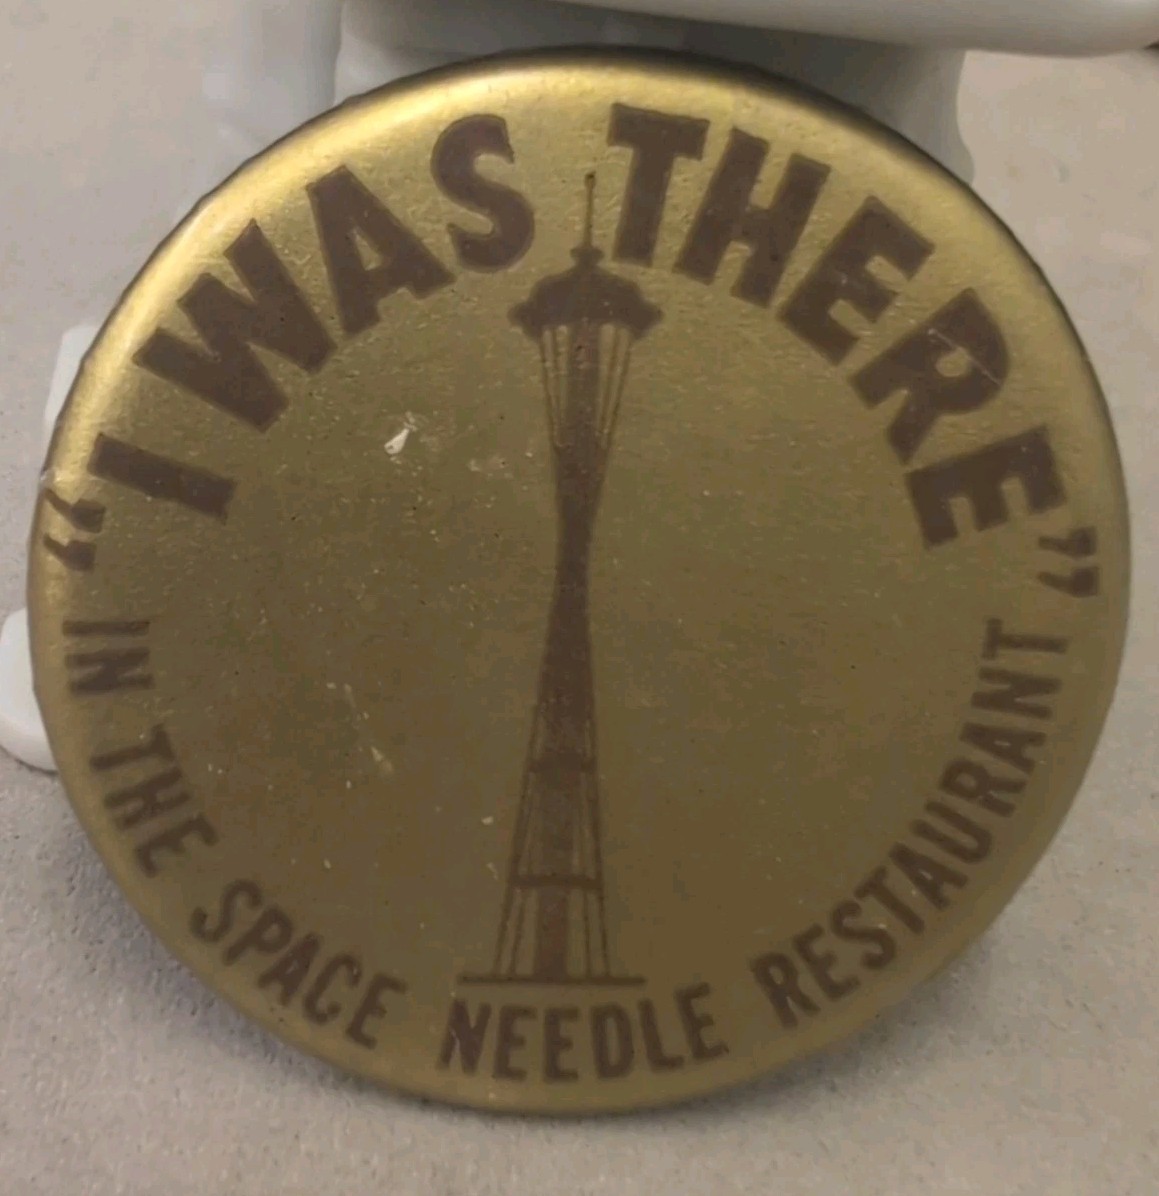 "I WAS THERE"
IN THE SPACE NEEDLE RESTAURANT